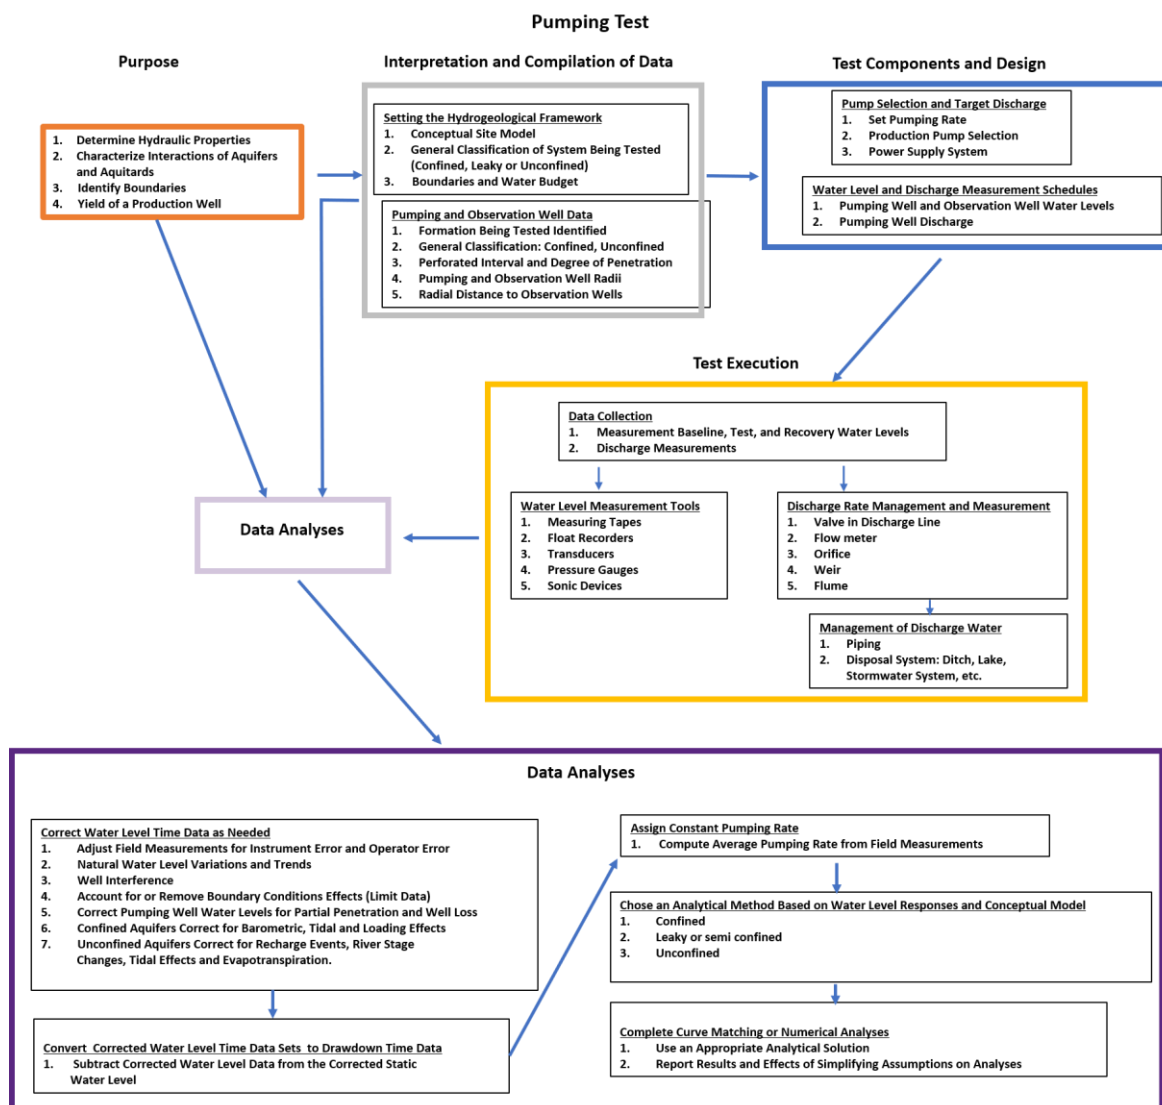 Pumping Test
Purpose
1. Determine Hydraulic Properties
2. Characterize Interactions of Aquifers
and Aquitards
3. Identify Boundaries
4. Yield of a Production Well
Interpretation and Compilation of Data
Setting the Hydrogeological Framework
1. Conceptual Site Model
2. General Classification of System Being Tested
(Confined, Leaky or Unconfined)
3. Boundaries and Water Budget
Pumping and Observation Well Data
1. Formation Being Tested Identified
2. General Classification: Confined, Unconfined
3. Perforated Interval and Degree of Penetration
4. Pumping and Observation Well Radii
5. Radial Distance to Observation Wells
Test Components and Design
Pump Selection and Target Discharge
1. Set Pumping Rate
2. Production Pump Selection
3. Power Supply System
Water Level and Discharge Measurement Schedules
1. Pumping Well and Observation Well Water Levels
2. Pumping Well Discharge
Test Execution
Data Collection
1. Measurement Baseline, Test, and Recovery Water Levels
2. Discharge Measurements
Water Level Measurement Tools
1. Measuring Tapes
2. Float Recorders
3. Transducers
4. Pressure Gauges
5. Sonic Devices
Discharge Rate Management and Measurement
1. Valve in Discharge Line
2. Flow meter
3. Orifice
4. Weir
5. Flume
Management of Discharge Water
1. Piping
2. Disposal System: Ditch, Lake,
Stormwater System, etc.
Data Analyses
Data Analyses
Correct Water Level Time Data as Needed
1. Adjust Field Measurements for Instrument Error and Operator Error
2. Natural Water Level Variations and Trends
3. Well Interference
4. Account for or Remove Boundary Conditions Effects (Limit Data)
5. Correct Pumping Well Water Levels for Partial Penetration and Well Loss
6. Confined Aquifers Correct for Barometric, Tidal and Loading Effects
7. Unconfined Aquifers Correct for Recharge Events, River Stage
Changes, Tidal Effects and Evapotranspiration.
Convert Corrected Water Level Time Data Sets to Drawdown Time Data
1. Subtract Corrected Water Level Data from the Corrected Static
Water Level
Assign Constant Pumping Rate
1. Compute Average Pumping Rate from Field Measurements
Chose an Analytical Method Based on Water Level Responses and Conceptual Model
1. Confined
2. Leaky or semi confined
3. Unconfined
Complete Curve Matching or Numerical Analyses
1. Use an Appropriate Analytical Solution
2. Report Results and Effects of Simplifying Assumptions on Analyses